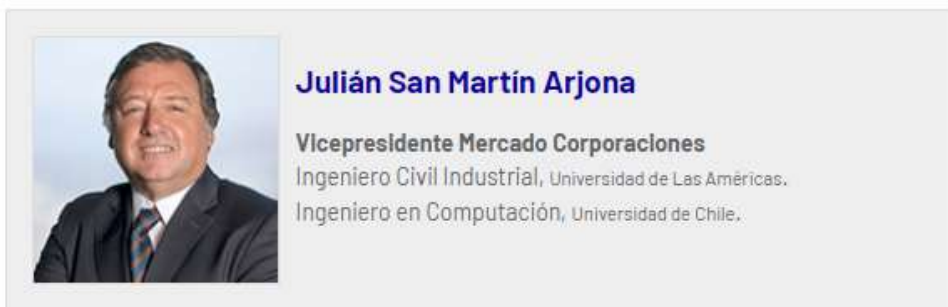 Julián San Martín Arjona
Vicepresidente Mercado Corporaciones
Ingeniero Civil Industrial, Universidad de Las Américas.
Ingeniero en Computación, Universidad de Chile.